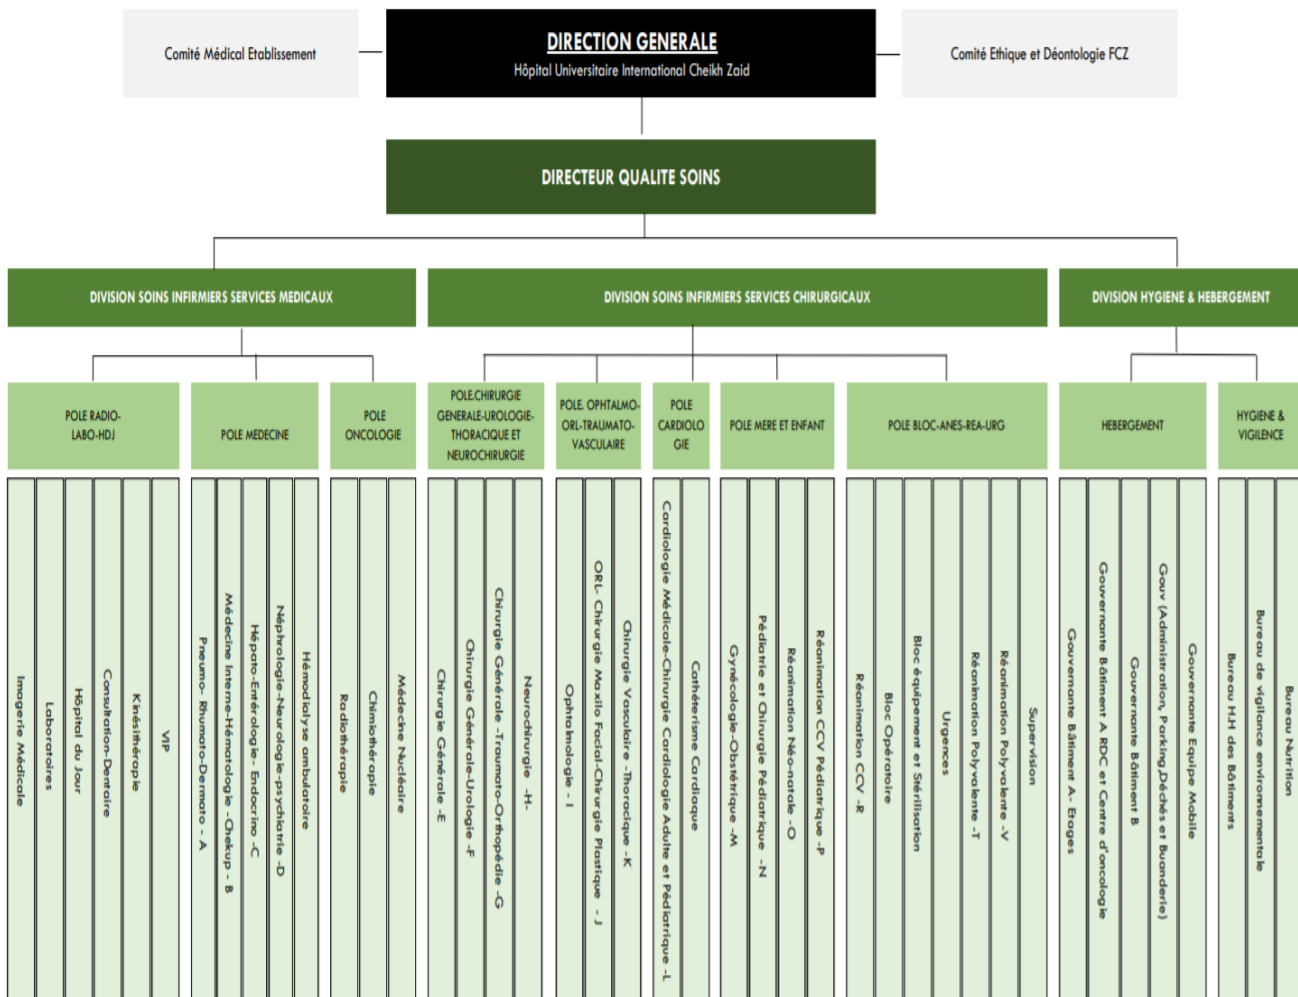 Comité Médical Etablissement
DIRECTION GENERALE
Hôpital Universitaire International Cheikh Zaid
Comité Ethique et Déontologie FCZ
DIRECTEUR QUALITE SOINS
DIVISION SOINS INFIRMIERS SERVICES MEDICAUX
DIVISION SOINS INFIRMIERS SERVICES CHIRURGICAUX
DIVISION HYGIENE & HEBERGEMENT
POLE RADIO-
LABO-HDJ
POLE MEDECINE
POLE
ONCOLOGIE
POLE.CHIRURGIE
GENERALE-UROLOGIE-
THORACIQUE ET
NEUROCHIRURGIE
POLE. OPHTALMO-
ORL-TRAUMATO-
VASCULAIRE
POLE
CARDIOLO
GIE
POLE MERE ET ENFANT
POLE BLOC-ANES-REA-URG
HEBERGEMENT
HYGIENE &
VIGILENCE
Imagerie Médicale
Laboratoires
Hôpital du Jour
Consultation-Dentaire
Kinésithérapie
VIP
Pneumo- Rhumato-Dermato - A
Médecine Interne-Hématologie -Chekup - B
Hépato-Entérologie- Endocrino -C
Néphrologie-Neurologie-psychiatrie -D
Hémodialyse ambulatoire
Radiothérapie
Chimiothérapie
Médecine Nucléaire
Chirurgie Générale -E
Chirurgie Générale-Urologie -F
Chirurgie Générale -Traumato-Orthopédie -G
Neurochirurgie -H-
Ophtalmologie - I
ORL- Chirurgie Maxilo Facial-Chirurgie Plastique - J
Chirurgie Vasculaire -Thoracique -K
Cardiologie Médicale-Chirurgie Cardiologie Adulte et Pédiatrique -L
Cathéterisme Cardiaque
Gynécologie-Obstétrique -M
Pédiatrie et Chirurgie Pédiatrique -N
Réanimation Néo-natale -O
Réanimation CCV Pédiatrique -P
Réanimation CCV -R
Bloc Opératoire
Bloc équipement et Stérilisation
Urgences
Réanimation Polyvalente -T
Réanimation Polyvalente -V
Supervision
Gouvernante Bâtiment A- Etages
Gouvernante Bâtiment A RDC et Centre d'oncologie
Gouvernante Bâtiment B
Gouv (Administration, Parking,Déchés et Buanderie)
Gouvernante Equipe Mobile
Bureau H.H des Bâtiments
Bureau de vigilance environnementale
Bureau Nutrition